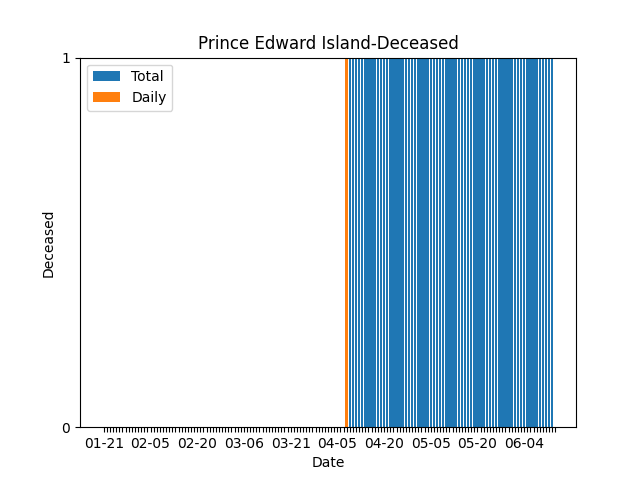 Prince Edward Island-Deceased
1
Total
Daily
Deceased
0
01-21 02-05 02-20 03-06 03-21 04-05 04-20 05-05 05-20 06-04
Date